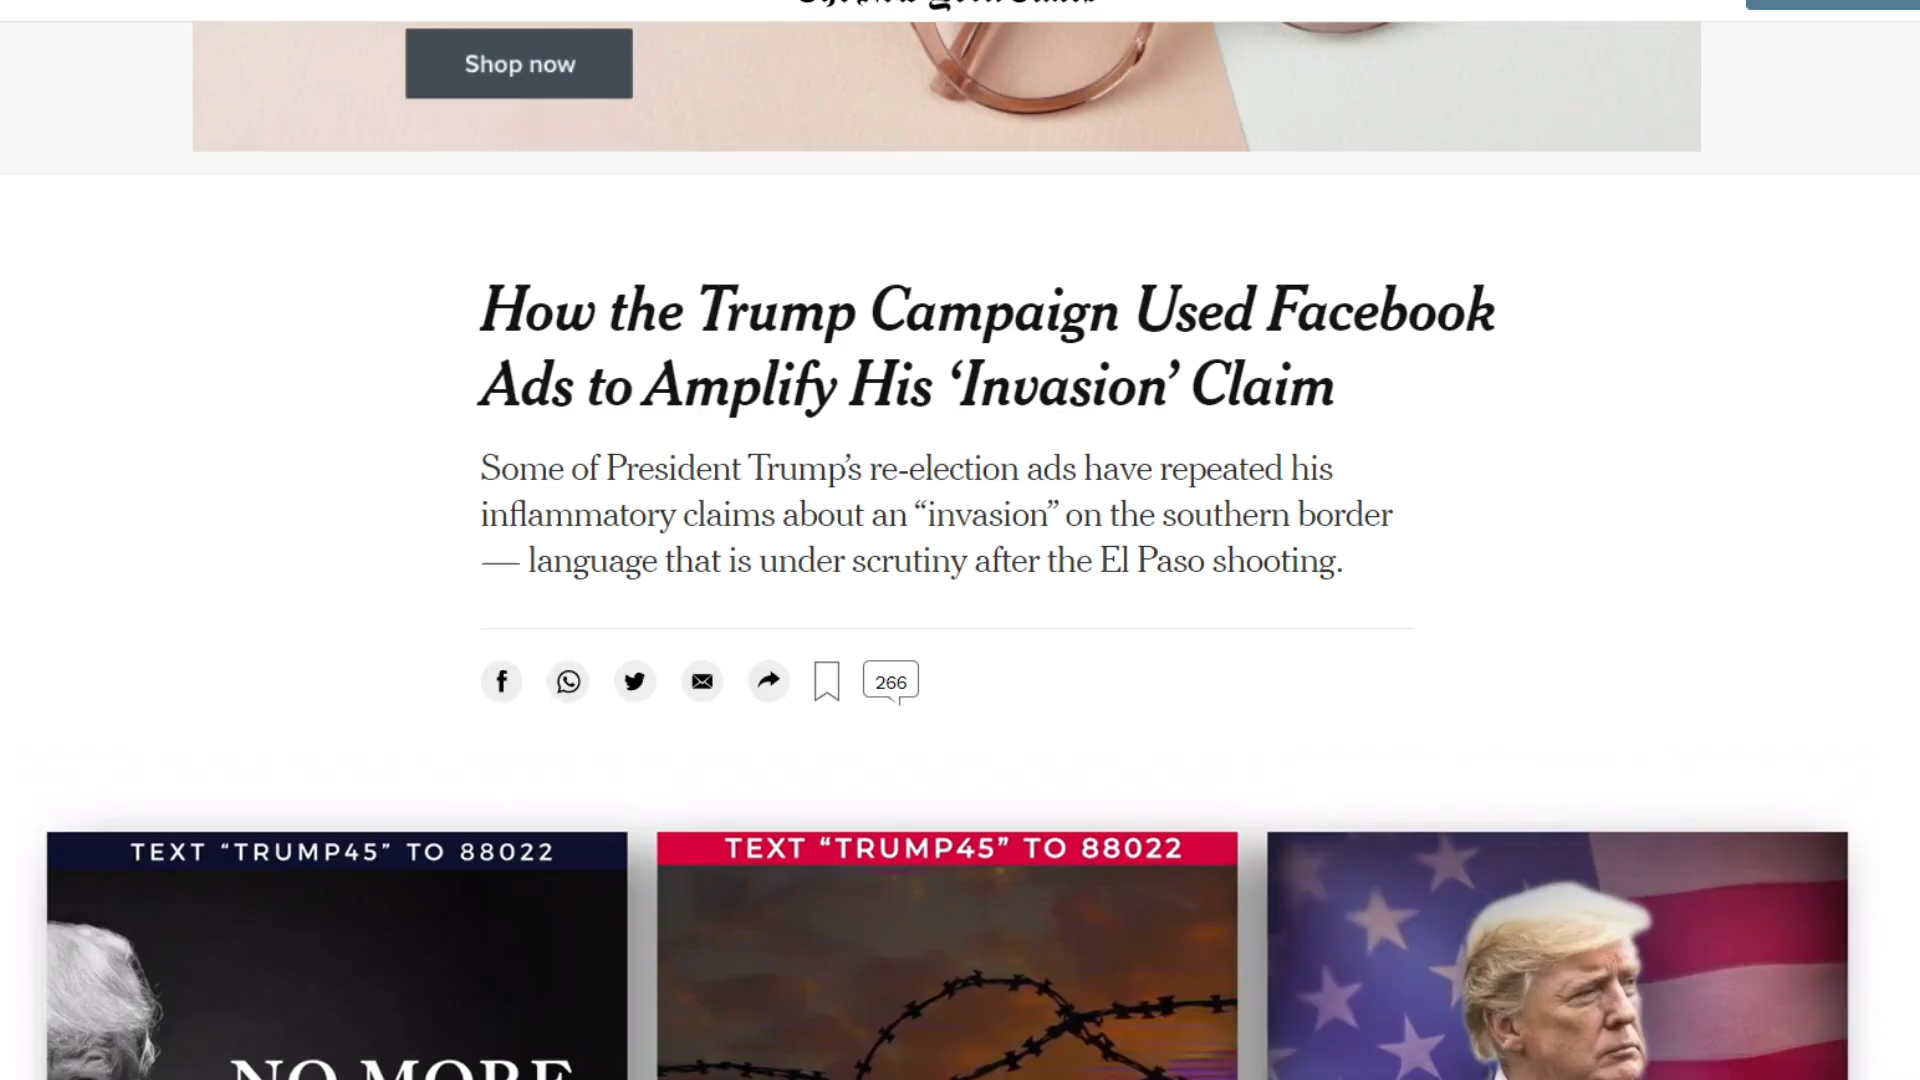 Shop now
How the Trump Campaign Used Facebook
Ads to Amplify His ‘Invasion’ Claim
Some of President Trump’s re-election ads have repeated his
inflammatory claims about an “invasion” on the southern border
— language that is under scrutiny after the El Paso shooting.
266
TEXT “TRUMP45” TO 88022
TEXT “TRUMP45” TO 88022
NO MORE